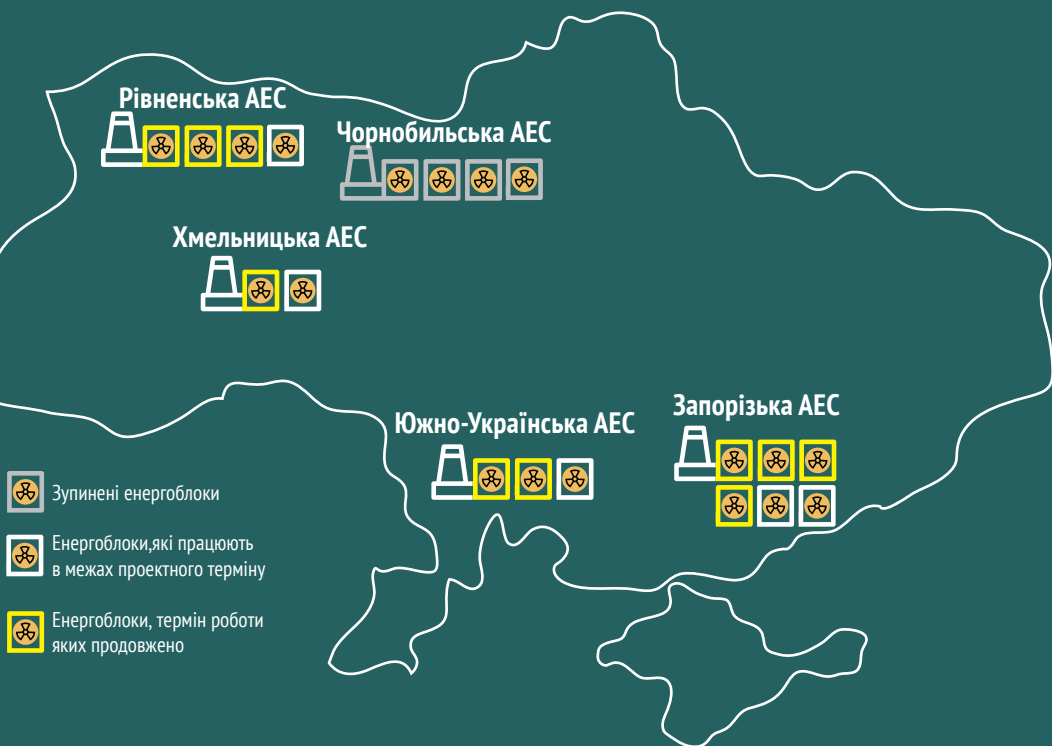 Рівненська АЕС
Чорнобильська АЕС
Хмельницька АЕС
Южно-Українська АЕС
Запорізька АЕС
Зупинені енергоблоки
Енергоблоки,які працюють
в межах проектного терміну
Енергоблоки, термін роботи
яких продовжено